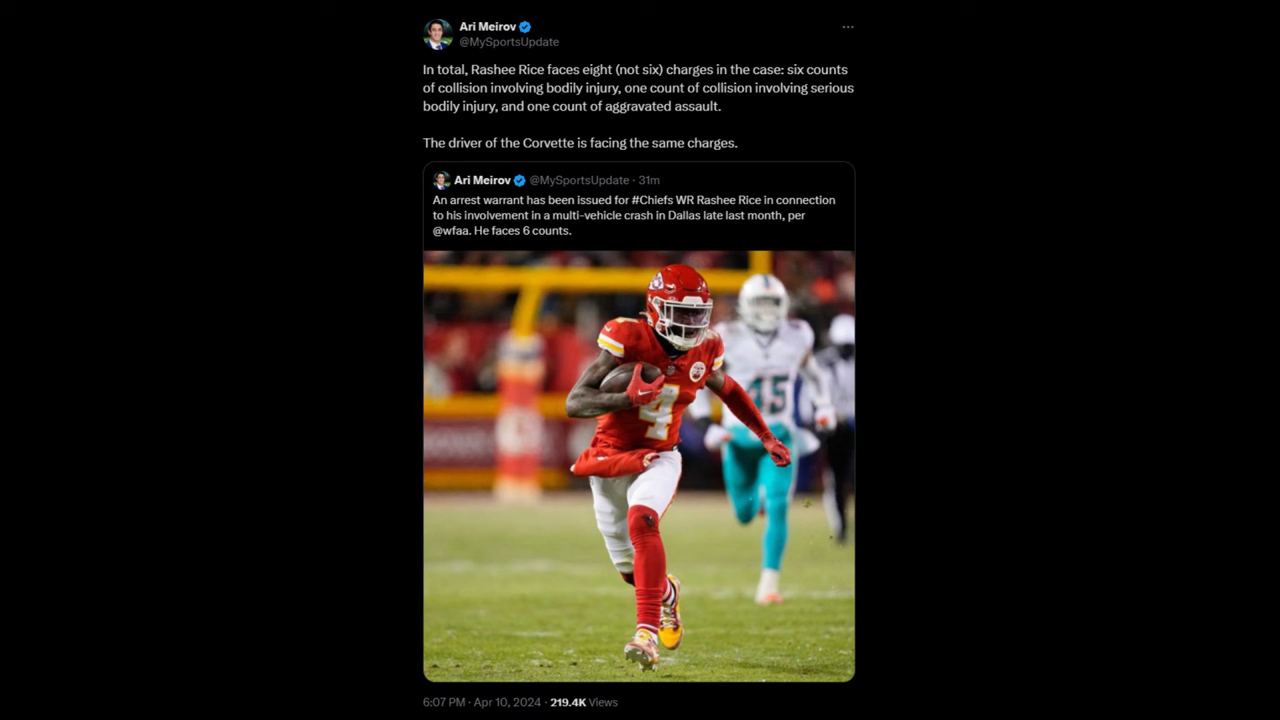 Ari Meirov
@MySportsUpdate
In total, Rashee Rice faces eight (not six) charges in the case: six counts
of collision involving bodily injury, one count of collision involving serious
bodily injury, and one count of aggravated assault.
The driver of the Corvette is facing the same charges.
Ari Meirov @MySportsUpdate · 31m
An arrest warrant has been issued for #Chiefs WR Rashee Rice in connection
to his involvement in a multi-vehicle crash in Dallas late last month, per
@wfaa. He faces 6 counts.
4
45
6:07 PM · Apr 10, 2024 · 219.4K Views